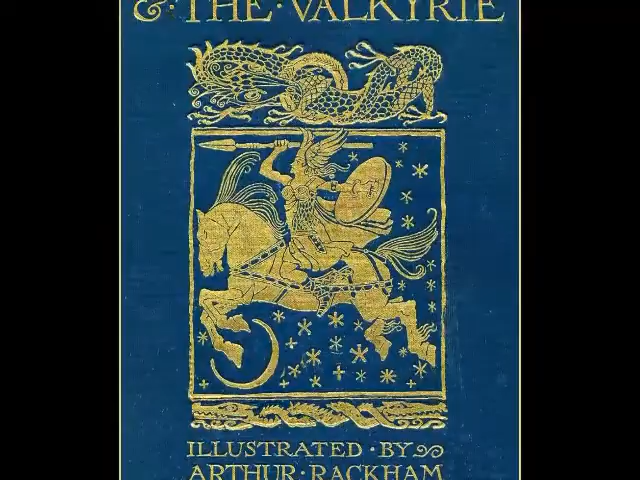 & · THE · VALKYRIE
ILLUSTRATED · BY
ARTHUR · RACKHAM